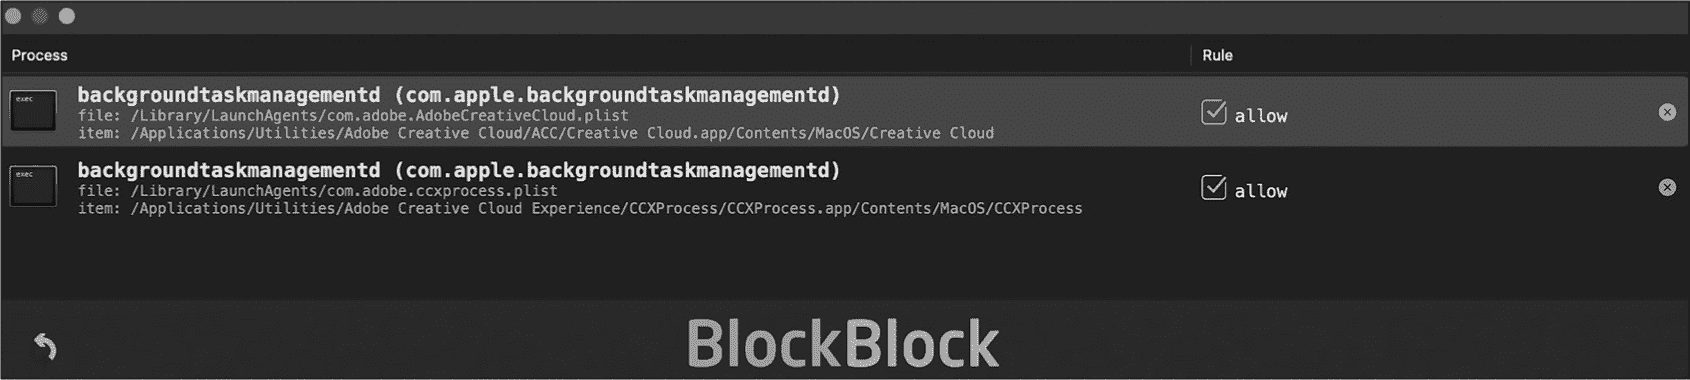 Process Rule
exec
backgroundtaskmanagementd (com.apple.backgroundtaskmanagementd)
file: /Library/LaunchAgents/com.adobe.AdobeCreativeCloud.plist
item: /Applications/Utilities/Adobe Creative Cloud/ACC/Creative Cloud.app/Contents/MacOS/Creative Cloud
allow
exec
backgroundtaskmanagementd (com.apple.backgroundtaskmanagementd)
file: /Library/LaunchAgents/com.adobe.ccxprocess.plist
item: /Applications/Utilities/Adobe Creative Cloud Experience/CCXProcess/CCXProcess.app/Contents/MacOS/CCXProcess
allow
BlockBlock